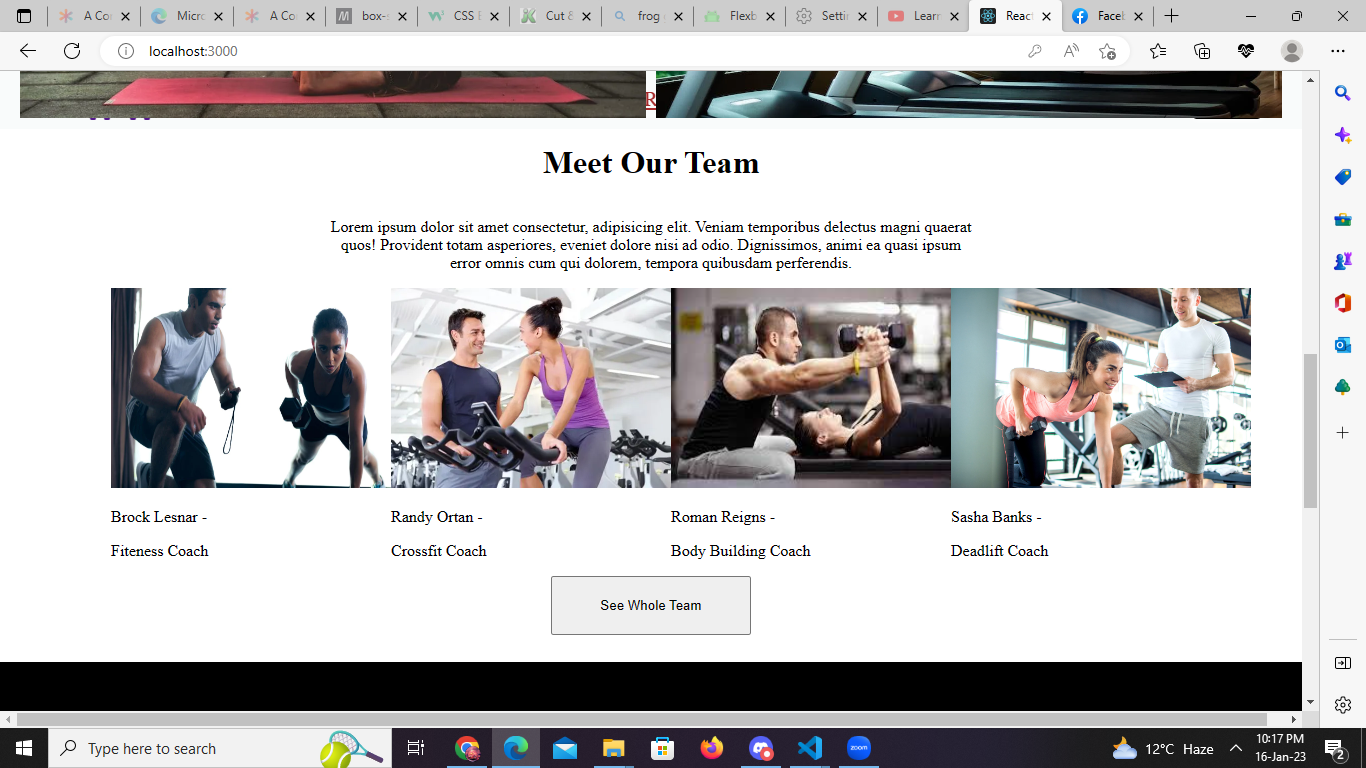 A Co
Micro
A Co
box-s
CSS B
Cut &
frog g
Flexb
Settin
Learn
React
Faceb
localhost:3000
R
Meet Our Team
Lorem ipsum dolor sit amet consectetur, adipisicing elit. Veniam temporibus delectus magni quaerat
quos! Provident totam asperiores, eveniet dolore nisi ad odio. Dignissimos, animi ea quasi ipsum
error omnis cum qui dolorem, tempora quibusdam perferendis.
Brock Lesnar -
Randy Ortan -
Roman Reigns -
Sasha Banks -
Fiteness Coach
Crossfit Coach
Body Building Coach
Deadlift Coach
See Whole Team
Type here to search
zoom
12°C Haze
10:17 PM
16-Jan-23
2